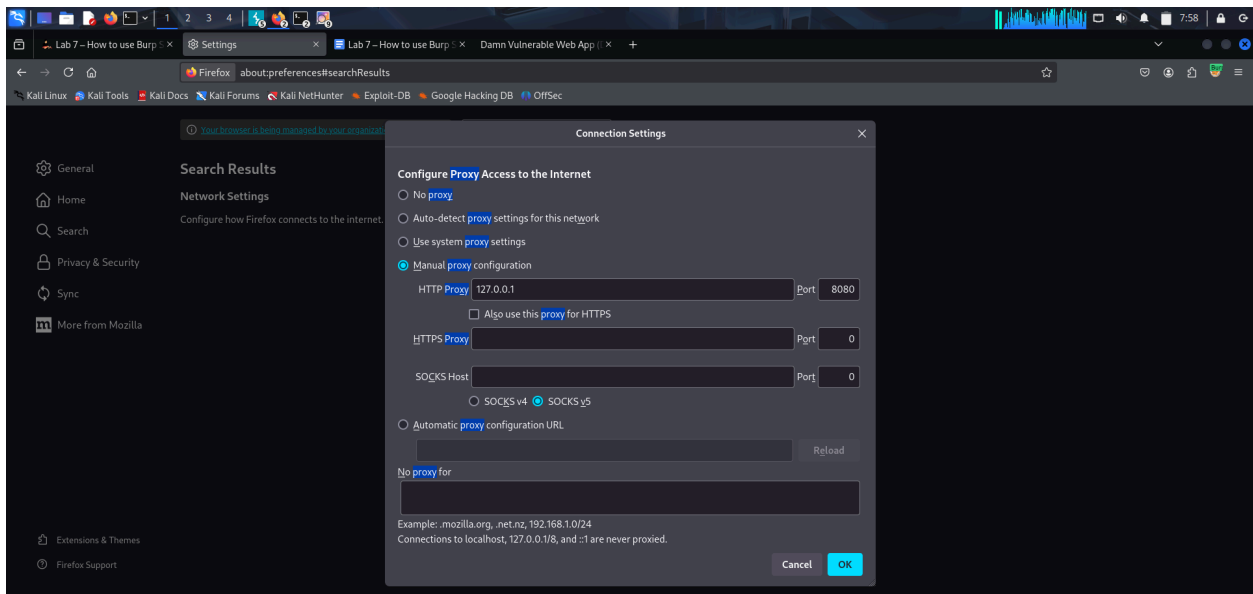 1 2 3 4 7:58
Lab 7 – How to use Burp S Settings Lab 7 – How to use Burp S Damn Vulnerable Web App (
Firefox about:preferences#searchResults
Kali Linux Kali Tools Kali Docs Kali Forums Kali NetHunter Exploit-DB Google Hacking DB OffSec
Your browser is being managed by your organizati
Connection Settings
General
Home
Search
Privacy & Security
Sync
More from Mozilla
Extensions & Themes
Firefox Support
Search Results
Network Settings
Configure how Firefox connects to the internet.
Configure Proxy Access to the Internet
No proxy
Auto-detect proxy settings for this network
Use system proxy settings
Manual proxy configuration
HTTP Proxy 127.0.0.1 Port 8080
Also use this proxy for HTTPS
HTTPS Proxy Port 0
SOCKS Host Port 0
SOCKS v4 SOCKS v5
Automatic proxy configuration URL
Reload
No proxy for
Example: .mozilla.org, .net.nz, 192.168.1.0/24
Connections to localhost, 127.0.0.1/8, and ::1 are never proxied.
Cancel OK